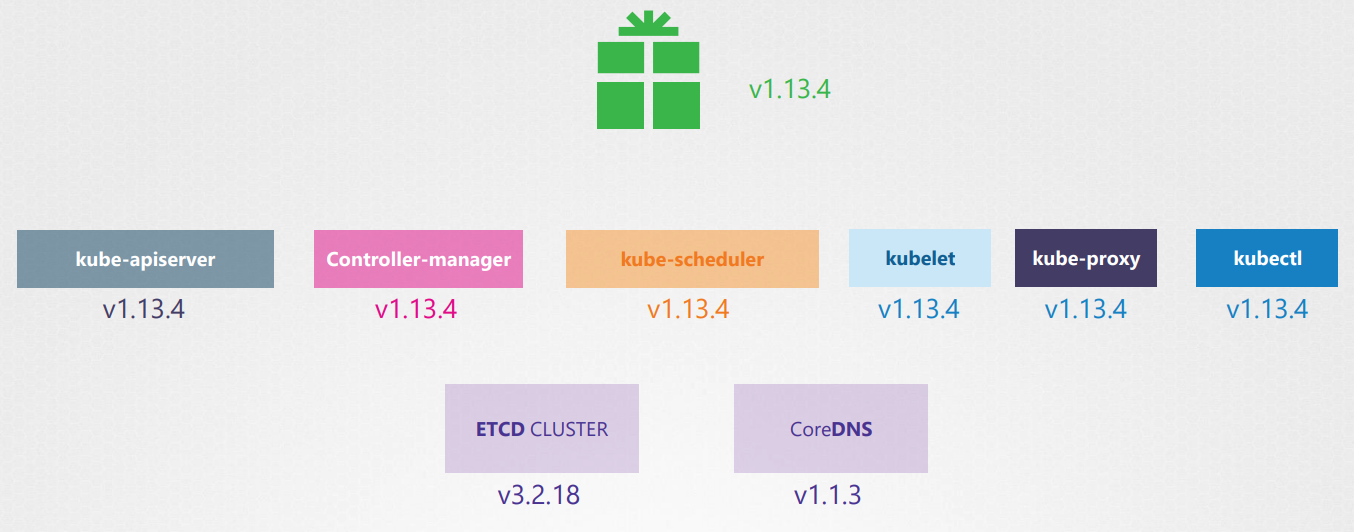 v1.13.4
kube-apiserver
Controller-manager
kube-scheduler
kubelet
kube-proxy
kubectl
v1.13.4
v1.13.4
v1.13.4
v1.13.4
v1.13.4
v1.13.4
ETCD CLUSTER
CoreDNS
v3.2.18
v1.1.3